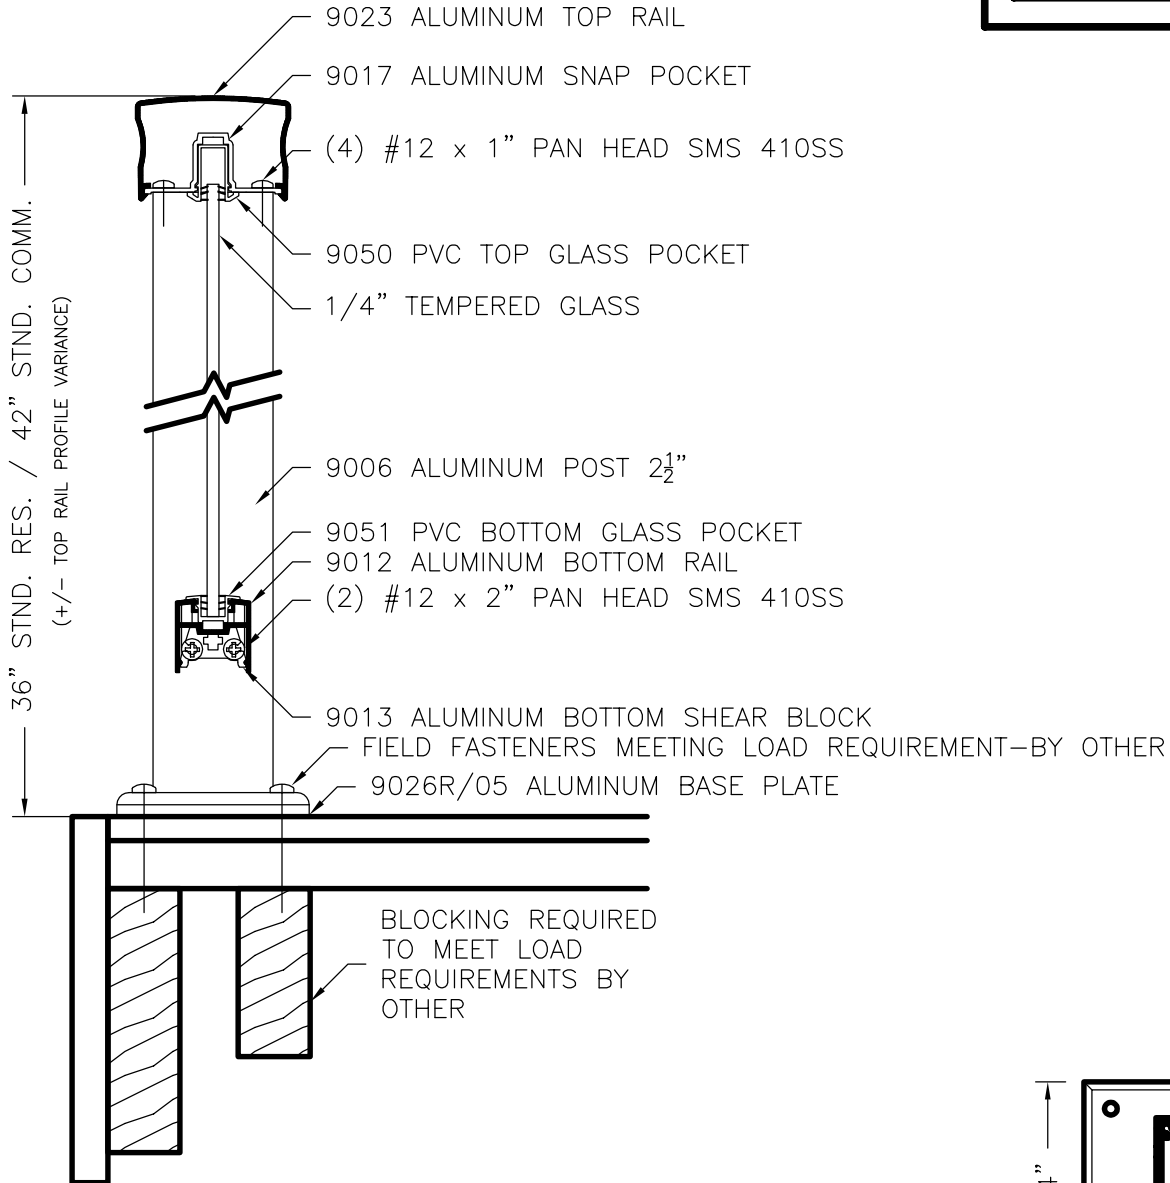 9023 ALUMINUM TOP RAIL
9017 ALUMINUM SNAP POCKET
(4) #12 x 1" PAN HEAD SMS 410SS
9050 PVC TOP GLASS POCKET
1/4" TEMPERED GLASS
36" STND. RES. / 42" STND. COMM.
(+/- TOP RAIL PROFILE VARIANCE)
9006 ALUMINUM POST 2½"
9051 PVC BOTTOM GLASS POCKET
9012 ALUMINUM BOTTOM RAIL
(2) #12 x 2" PAN HEAD SMS 410SS
9013 ALUMINUM BOTTOM SHEAR BLOCK
FIELD FASTENERS MEETING LOAD REQUIREMENT-BY OTHER
9026R/05 ALUMINUM BASE PLATE
BLOCKING REQUIRED
TO MEET LOAD
REQUIREMENTS BY
OTHER